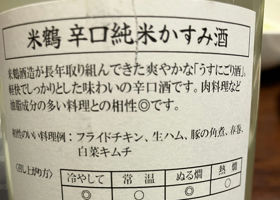 米鶴 辛口純米かすみ酒
米鶴酒造が長年取り組んできた爽やかな「うすにごり酒」。
軽快でしっかりとした味わいの辛口酒です。肉料理など
油脂成分の多い料理との相性◎です。
相性のいい料理例：フライドチキン、生ハム、豚の角煮、春巻、
白菜キムチ
召し上がり方） 冷やして 常温 ぬる燗 熱燗
◎ ○ ◎ ○